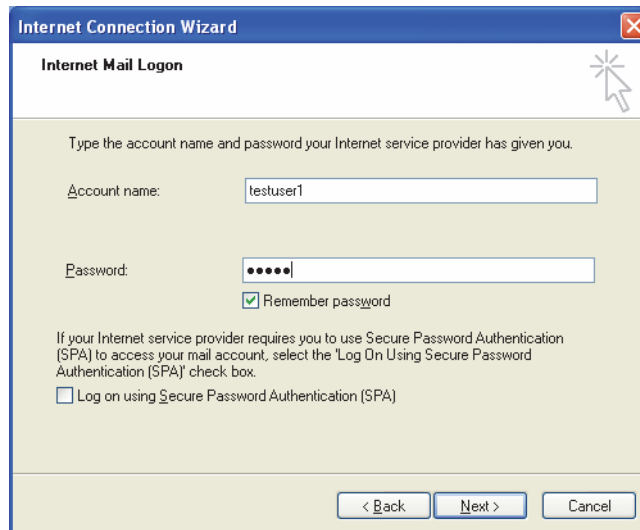 Internet Connection Wizard
Internet Mail Logon
Type the account name and password your Internet service provider has given you.
Account name: testuser1
Password: •••••
Remember password
If your Internet service provider requires you to use Secure Password Authentication
(SPA) to access your mail account, select the 'Log On Using Secure Password
Authentication (SPA)' check box.
Log on using Secure Password Authentication (SPA)
< Back Next > Cancel